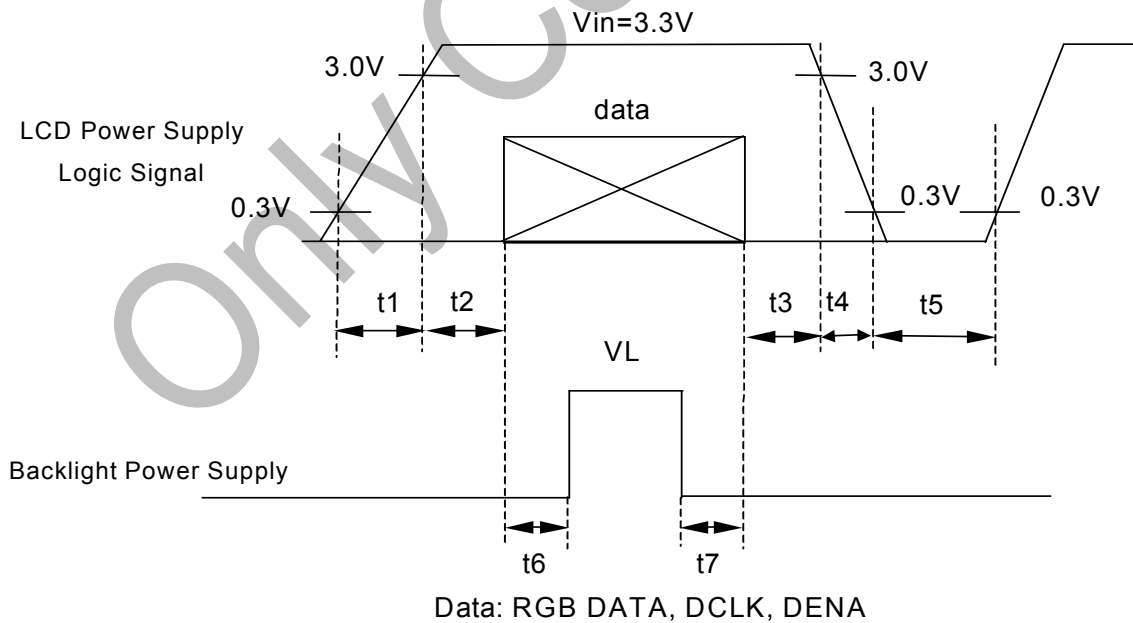 Vin=3.3V
3.0V
3.0V
data
LCD Power Supply
Logic Signal
0.3V
0.3V
0.3V
t1
t2
t3
t4
t5
VL
Backlight Power Supply
t6
t7
Data: RGB DATA, DCLK, DENA
Only